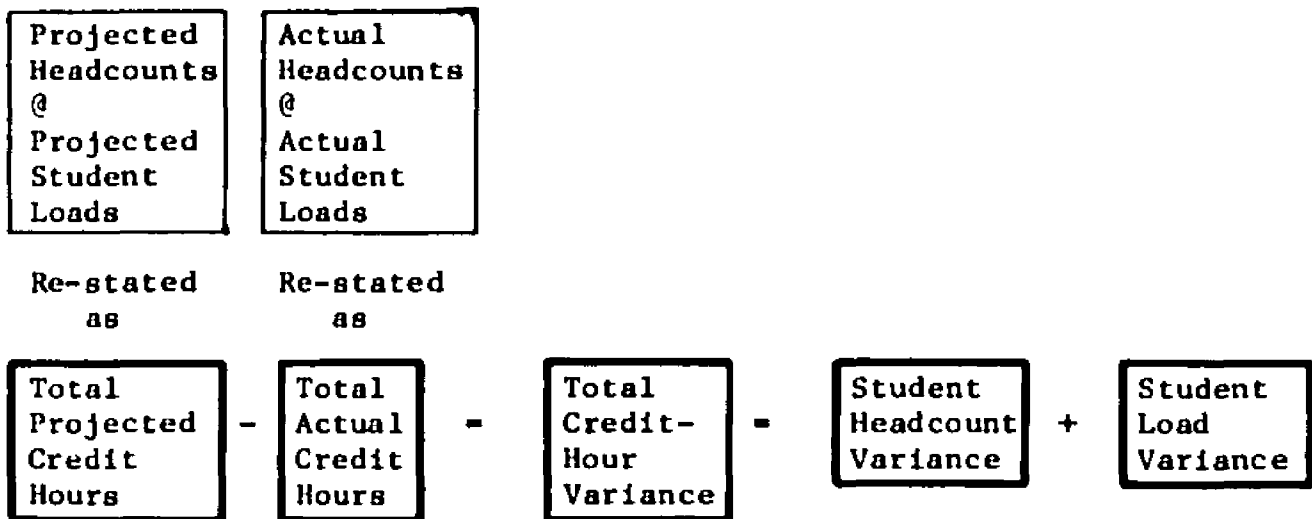 Projected
Headcounts
@
Projected
Student
Loads
Actual
Headcounts
@
Actual
Student
Loads
Re-stated
as
Re-stated
as
Total
Projected
Credit
Hours
-
Total
Actual
Credit
Hours
=
Total
Credit-
Hour
Variance
=
Student
Headcount
Variance
+
Student
Load
Variance